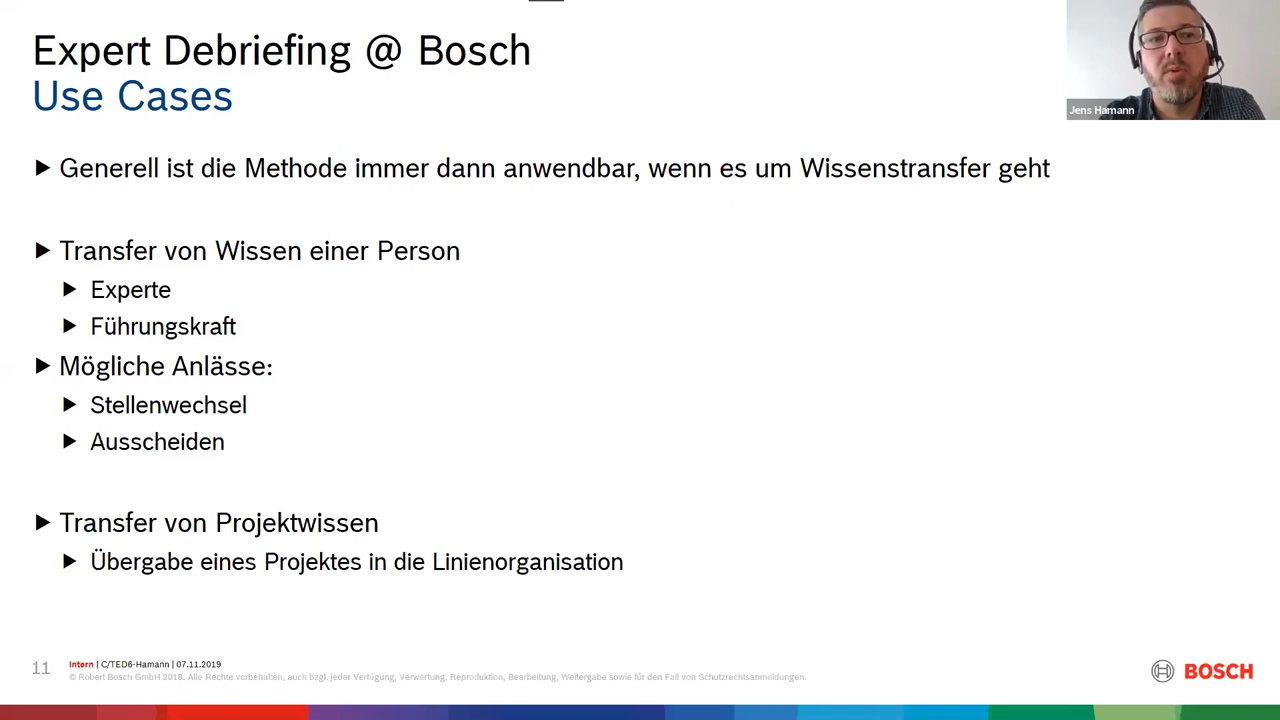 Expert Debriefing @ Bosch
Use Cases
Jens Hamann
▶ Generell ist die Methode immer dann anwendbar, wenn es um Wissenstransfer geht
▶ Transfer von Wissen einer Person
▶ Experte
▶ Führungskraft
▶ Mögliche Anlässe:
▶ Stellenwechsel
▶ Ausscheiden
▶ Transfer von Projektwissen
▶ Übergabe eines Projektes in die Linienorganisation
11
Intern | C/TED6-Hamann | 07.11.2019
© Robert Bosch GmbH 2018. Alle Rechte vorbehalten, auch bzgl. jeder Verfügung, Verwertung, Reproduktion, Bearbeitung, Weitergabe sowie für den Fall von Schutzrechtsanmeldungen.
BOSCH